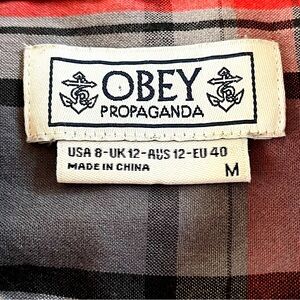 OBEY
PROPAGANDA
USA 8-UK 12-AUS 12-EU 40
MADE IN CHINA
M